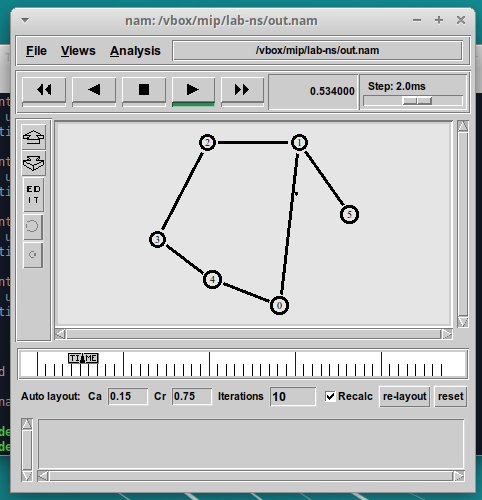 nam: /vbox/mip/lab-ns/out.nam
File Views Analysis /vbox/mip/lab-ns/out.nam
0.534000 Step: 2.0ms
ED
IT
2 1
5
3
4
0
TIME
Auto layout: Ca 0.15 Cr 0.75 Iterations 10 Recalc re-layout reset